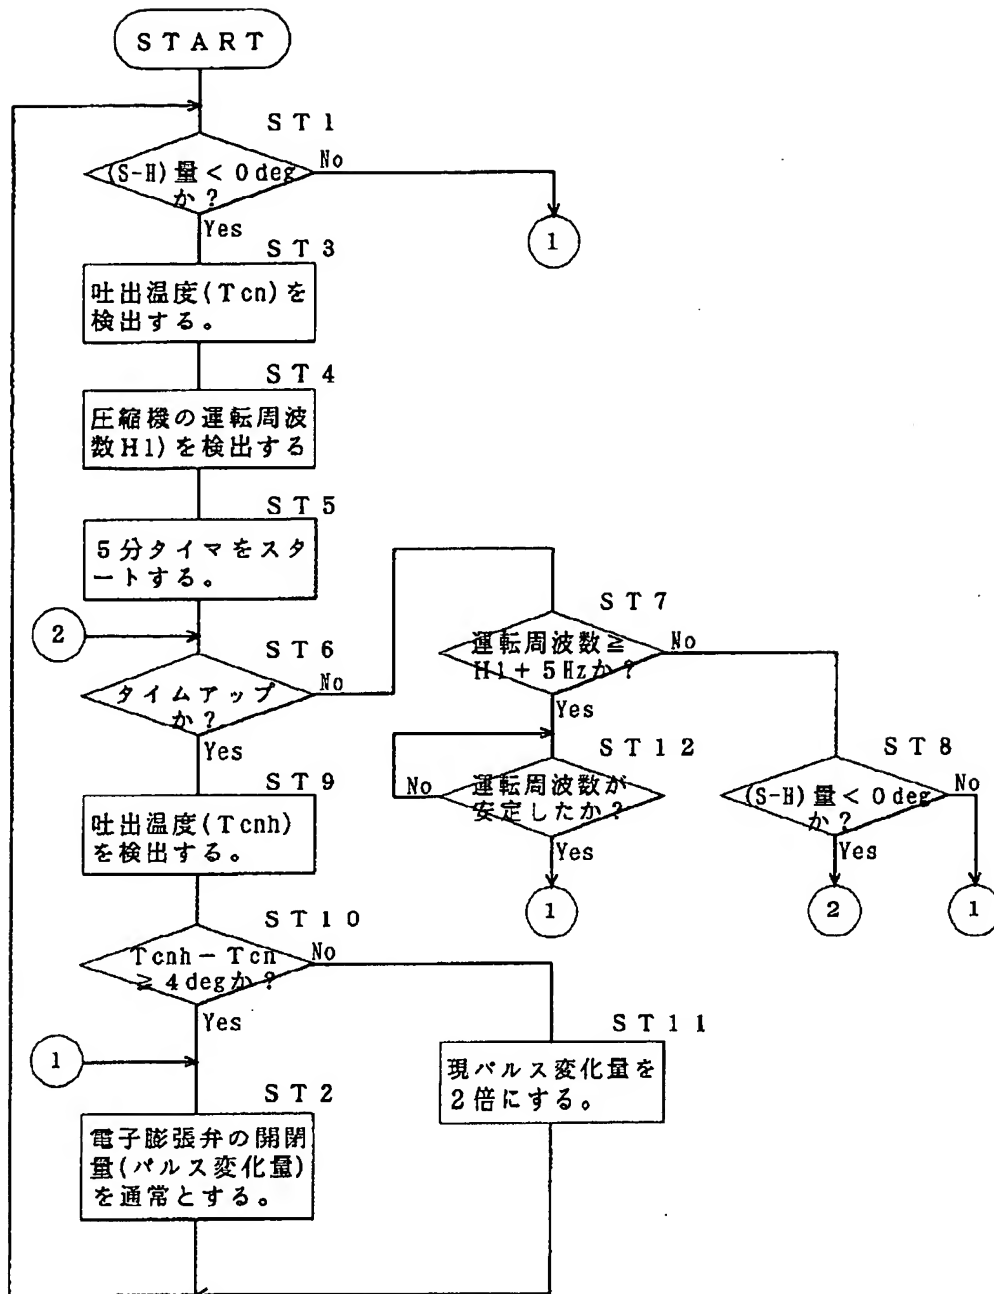 START
ST1
(S-H)量<0deg
か?
No
Yes
1
ST3
吐出温度(Tcn)を
検出する。
ST4
圧縮機の運転周波
数H1)を検出する
ST5
5分タイマをスタ
ートする。
2
ST6
タイムアップ
か?
No
Yes
ST7
運転周波数≧
H1+5Hzか?
No
Yes
ST12
運転周波数が
安定したか?
No
Yes
1
ST8
(S-H)量<0deg
か?
No
Yes
2
1
ST9
吐出温度(Tcnh)
を検出する。
ST10
Tcnh-Tcn
≧4degか?
No
Yes
1
ST11
現パルス変化量を
2倍にする。
ST2
電子膨張弁の開閉
量(パルス変化量)
を通常とする。